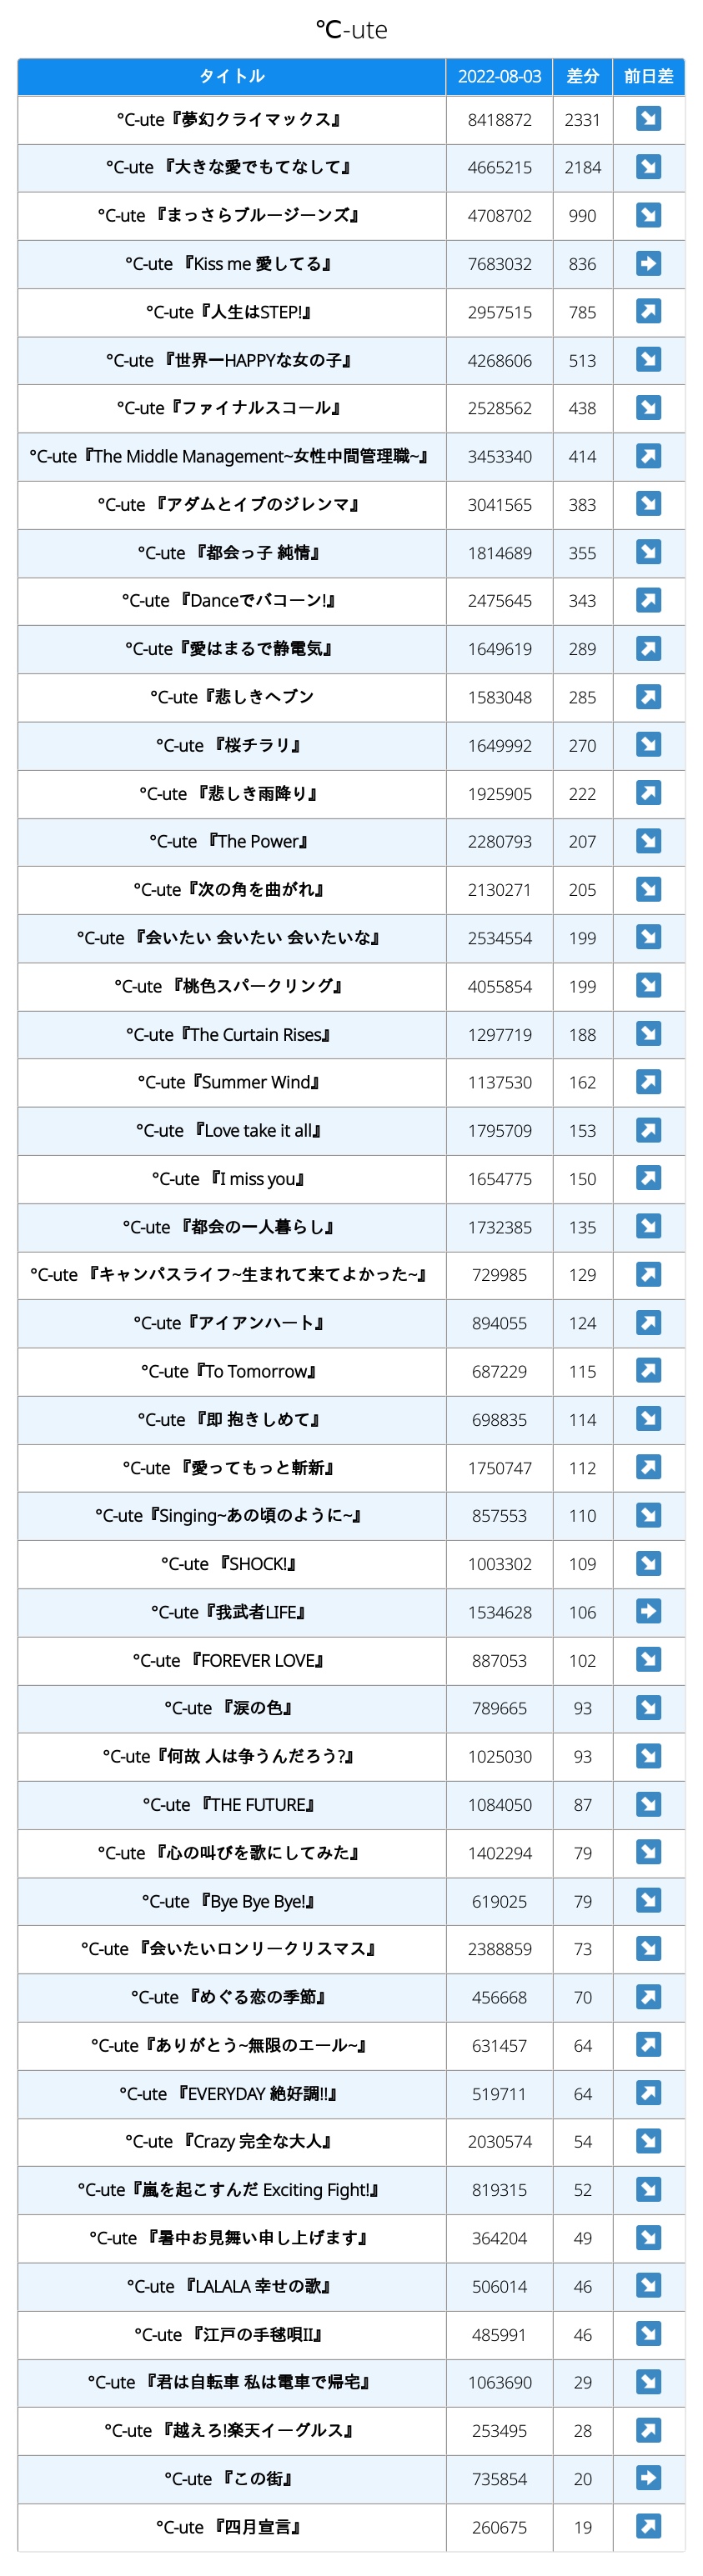 ℃-ute
タイトル 2022-08-03 差分 前日差
°C-ute『夢幻クライマックス』 8418872 2331 ↘
°C-ute 『大きな愛でもてなして』 4665215 2184 ↘
°C-ute 『まっさらブルージーンズ』 4708702 990 ↘
°C-ute 『Kiss me 愛してる』 7683032 836 ➡
°C-ute『人生はSTEP!』 2957515 785 ↗
°C-ute 『世界一HAPPYな女の子』 4268606 513 ↘
°C-ute『ファイナルスコール』 2528562 438 ↘
°C-ute『The Middle Management~女性中間管理職~』 3453340 414 ↗
°C-ute 『アダムとイブのジレンマ』 3041565 383 ↘
°C-ute 『都会っ子 純情』 1814689 355 ↘
°C-ute 『Danceでバコーン!』 2475645 343 ↗
°C-ute『愛はまるで静電気』 1649619 289 ↗
°C-ute『悲しきヘブン 1583048 285 ↗
°C-ute 『桜チラリ』 1649992 270 ↘
°C-ute 『悲しき雨降り』 1925905 222 ↗
°C-ute 『The Power』 2280793 207 ↘
°C-ute『次の角を曲がれ』 2130271 205 ↘
°C-ute 『会いたい 会いたい 会いたいな』 2534554 199 ↘
°C-ute 『桃色スパークリング』 4055854 199 ↘
°C-ute『The Curtain Rises』 1297719 188 ↘
°C-ute『Summer Wind』 1137530 162 ↗
°C-ute 『Love take it all』 1795709 153 ↗
°C-ute 『I miss you』 1654775 150 ↗
°C-ute 『都会の一人暮らし』 1732385 135 ↘
°C-ute 『キャンパスライフ~生まれて来てよかった~』 729985 129 ↗
°C-ute『アイアンハート』 894055 124 ↗
°C-ute『To Tomorrow』 687229 115 ↗
°C-ute 『即 抱きしめて』 698835 114 ↘
°C-ute 『愛ってもっと斬新』 1750747 112 ↗
°C-ute『Singing~あの頃のように~』 857553 110 ↘
°C-ute 『SHOCK!』 1003302 109 ↘
°C-ute『我武者LIFE』 1534628 106 ➡
°C-ute 『FOREVER LOVE』 887053 102 ↘
°C-ute 『涙の色』 789665 93 ↘
°C-ute『何故 人は争うんだろう?』 1025030 93 ↘
°C-ute 『THE FUTURE』 1084050 87 ↘
°C-ute 『心の叫びを歌にしてみた』 1402294 79 ↘
°C-ute 『Bye Bye Bye!』 619025 79 ↘
°C-ute 『会いたいロンリークリスマス』 2388859 73 ↘
°C-ute 『めぐる恋の季節』 456668 70 ↗
°C-ute『ありがとう~無限のエール~』 631457 64 ↗
°C-ute 『EVERYDAY 絶好調!!』 519711 64 ↗
°C-ute 『Crazy 完全な大人』 2030574 54 ↘
°C-ute『嵐を起こすんだ Exciting Fight!』 819315 52 ↘
°C-ute 『暑中お見舞い申し上げます』 364204 49 ↘
°C-ute 『LALALA 幸せの歌』 506014 46 ↘
°C-ute 『江戸の手毬唄II』 485991 46 ↘
°C-ute 『君は自転車 私は電車で帰宅』 1063690 29 ↘
°C-ute 『越えろ!楽天イーグルス』 253495 28 ↗
°C-ute 『この街』 735854 20 ➡
°C-ute 『四月宣言』 260675 19 ↗